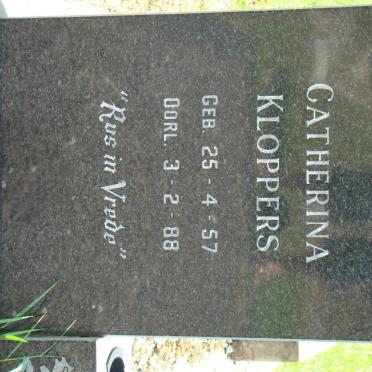 CATHERINA
KLOPPERS
GEB. 25-4-57
OORL. 3-2-88
"Rus in Vrede"